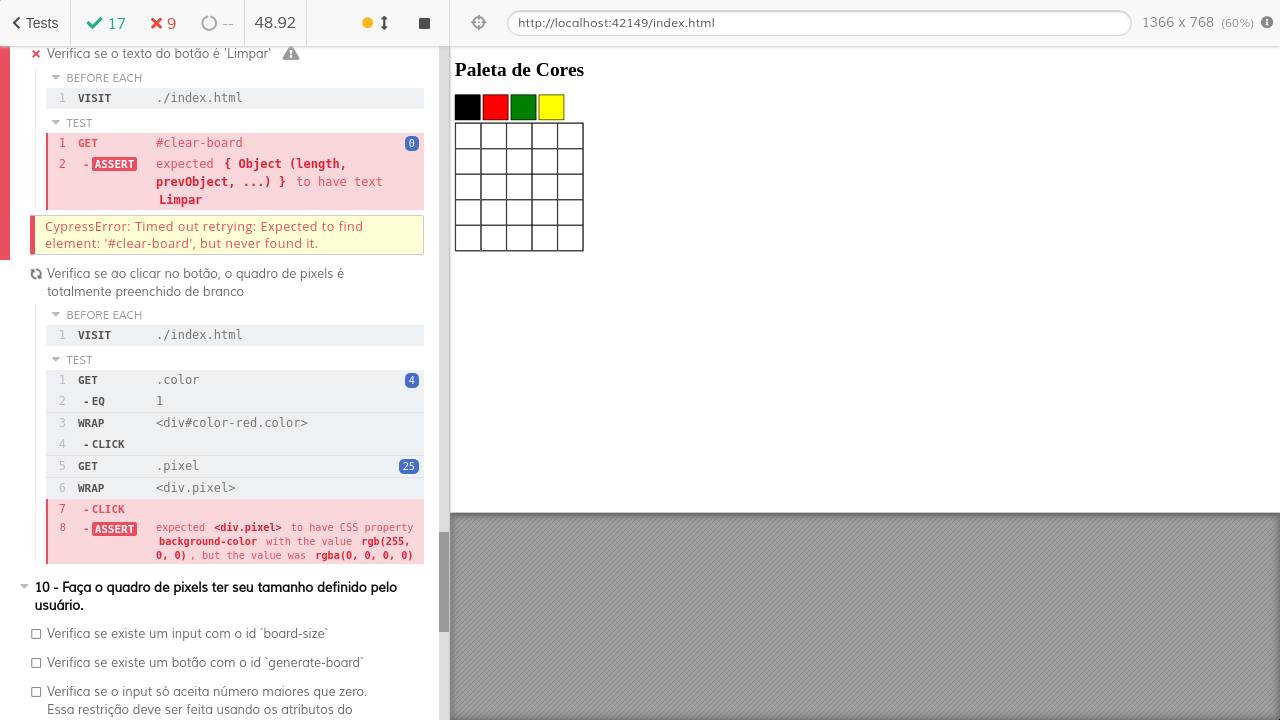 Tests
17
9
--
48.92
http://localhost:42149/index.html
1366 x 768 (60%)
Verifica se o texto do botão é 'Limpar'
BEFORE EACH
1 VISIT ./index.html
TEST
1 GET #clear-board 0
2 - ASSERT expected { Object (length,
prevObject, ...) } to have text
Limpar
CypressError: Timed out retrying: Expected to find
element: '#clear-board', but never found it.
Verifica se ao clicar no botão, o quadro de pixels é
totalmente preenchido de branco
BEFORE EACH
1 VISIT ./index.html
TEST
1 GET .color 4
2 - EQ 1
3 WRAP <div#color-red.color>
4 - CLICK
5 GET .pixel 25
6 WRAP <div.pixel>
7 - CLICK
8 - ASSERT expected <div.pixel> to have CSS property
background-color with the value rgb(255,
0, 0) , but the value was rgba(0, 0, 0, 0)
10 - Faça o quadro de pixels ter seu tamanho definido pelo
usuário.
Verifica se existe um input com o id `board-size`
Verifica se existe um botão com o id `generate-board`
Verifica se o input só aceita número maiores que zero.
Essa restrição deve ser feita usando os atributos do
Paleta de Cores